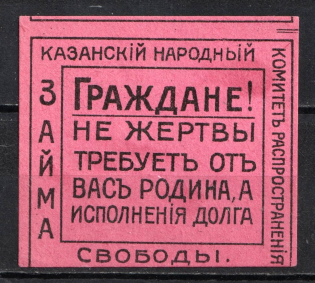 КАЗАНСКІЙ НАРОДНЫЙ
КОМИТЕТЪ РАСПРОСТРАНЕНІЯ
ЗАЙМА
СВОБОДЫ.
ГРАЖДАНЕ!
НЕ ЖЕРТВЫ
ТРЕБУЕТЪ ОТЪ
ВАСЪ РОДИНА, А
ИСПОЛНЕНІЯ ДОЛГА